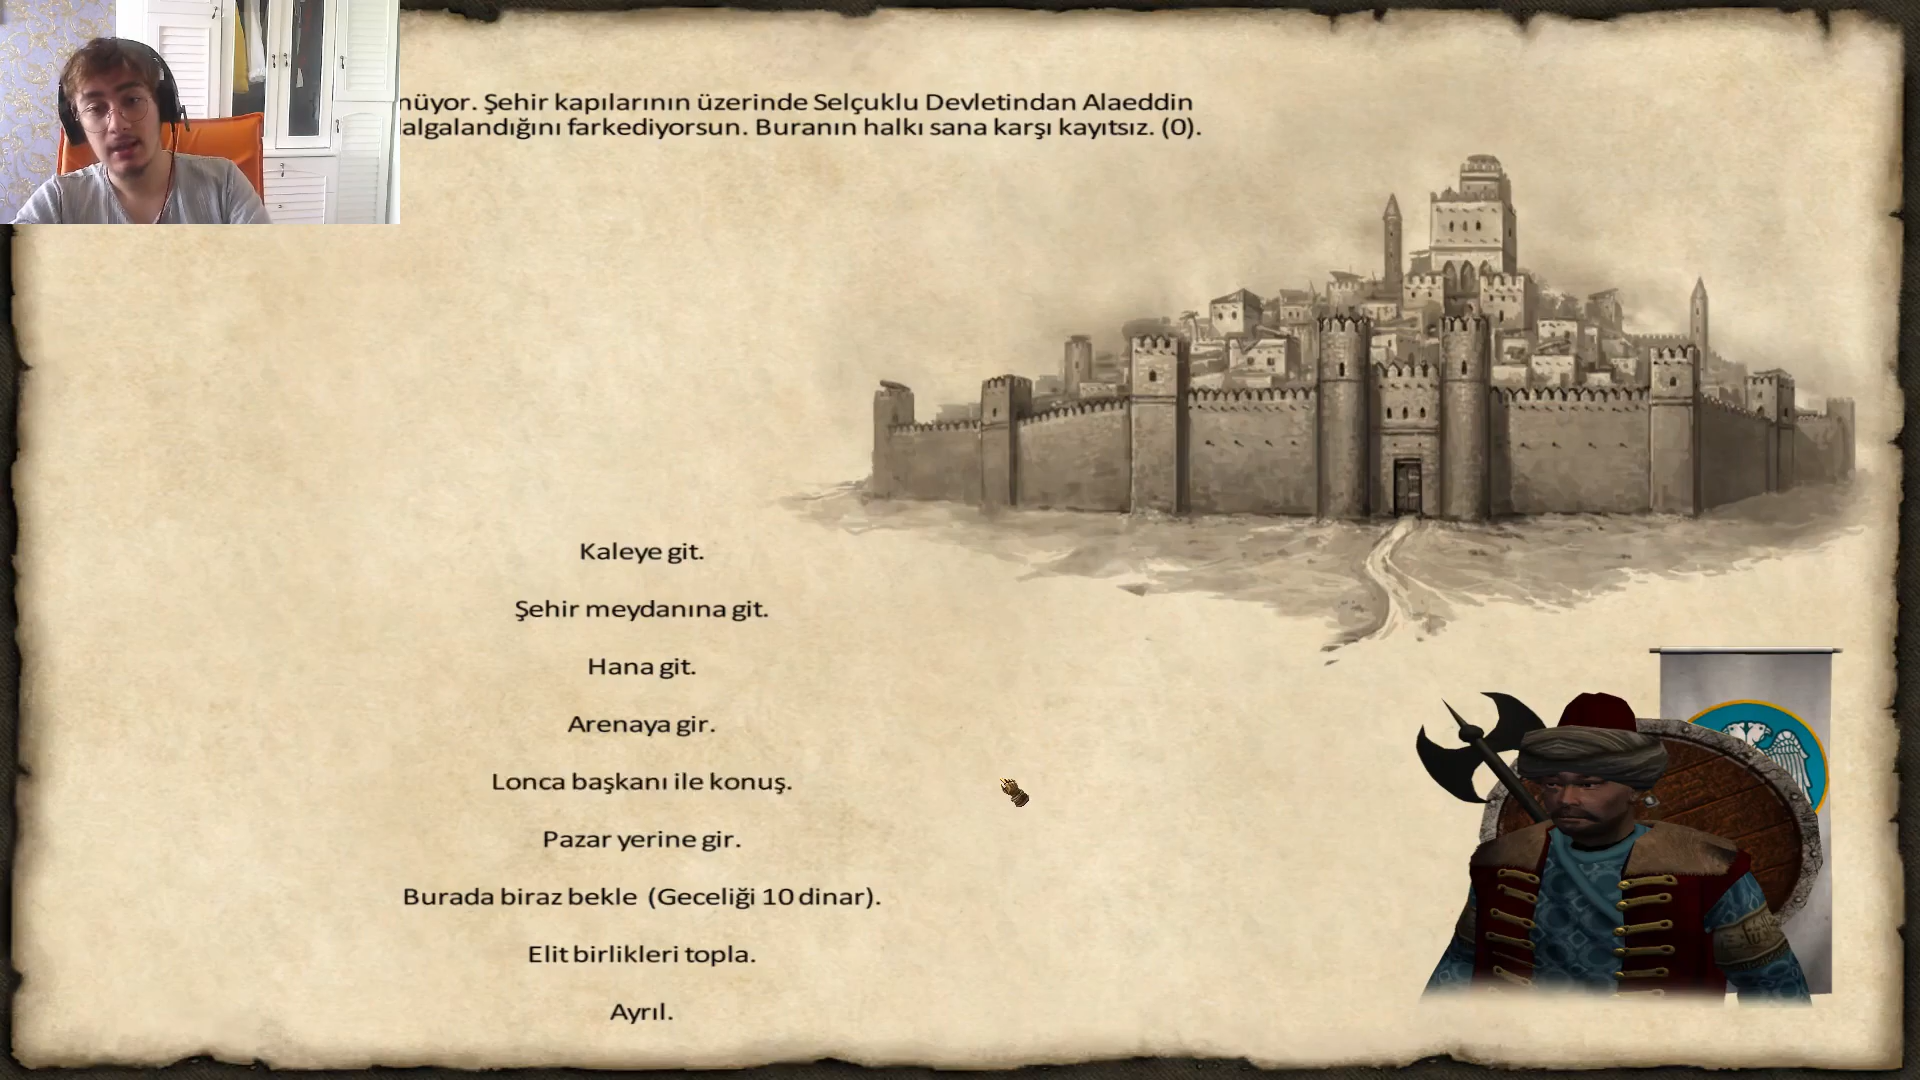 Şehir kapılarının üzerinde Selçuklu Devletindan Alaeddin
farkediyorsun. Buranın halkı sana karşı kayıtsız. (0).
Kaleye git.
Şehir meydanına git.
Hana git.
Arenaya gir.
Lonca başkanı ile konuş.
Pazar yerine gir.
Burada biraz bekle (Geceliği 10 dinar).
Elit birlikleri topla.
Ayrıl.